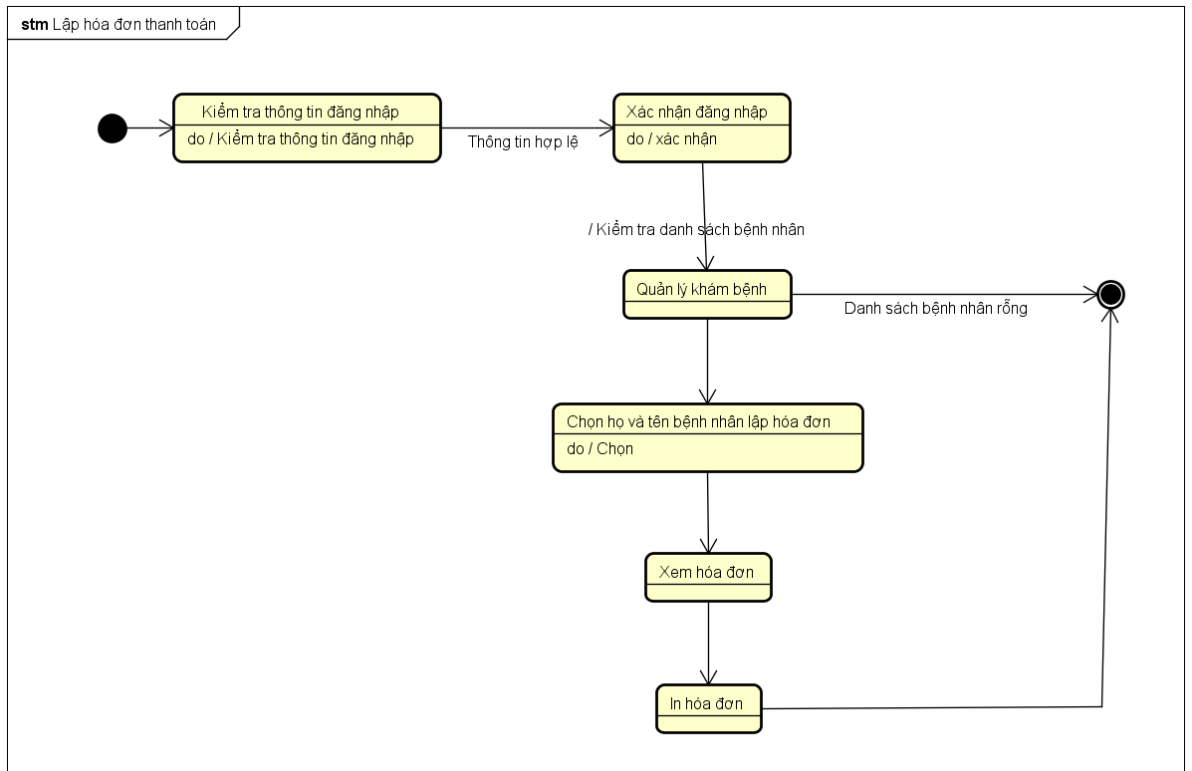 stm Lập hóa đơn thanh toán
Kiểm tra thông tin đăng nhập
do / Kiểm tra thông tin đăng nhập
Thông tin hợp lệ
Xác nhận đăng nhập
do / xác nhận
/ Kiểm tra danh sách bệnh nhân
Quản lý khám bệnh
Danh sách bệnh nhân rỗng
Chọn họ và tên bệnh nhân lập hóa đơn
do / Chọn
Xem hóa đơn
In hóa đơn